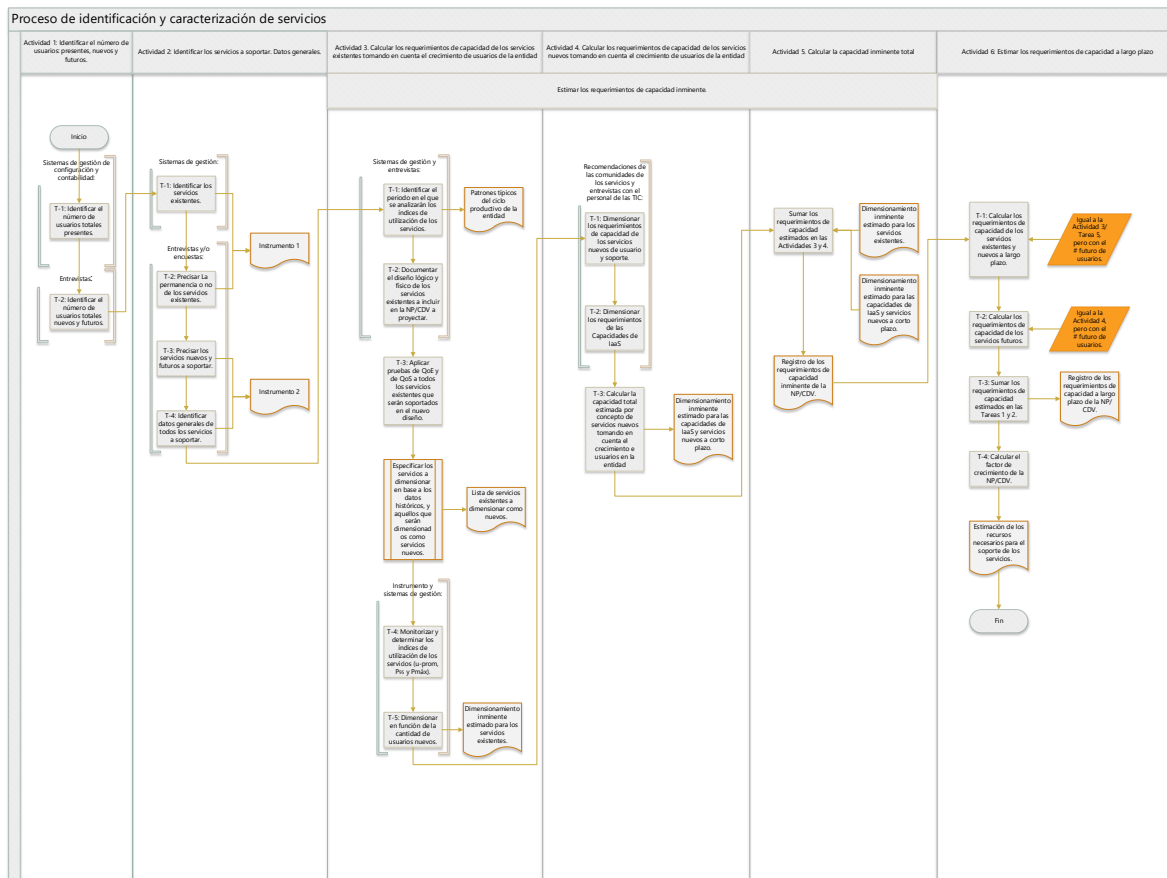 Proceso de identificación y caracterización de servicios
Actividad 1: Identificar el número de
usuarios: presentes, nuevos y
futuros.
Actividad 2: Identificar los servicios a soportar. Datos generales.
Actividad 3. Calcular los requerimientos de capacidad de los servicios
existentes tomando en cuenta el crecimiento de usuarios de la entidad
Actividad 4. Calcular los requerimientos de capacidad de los servicios
nuevos tomando en cuenta el crecimiento de usuarios de la entidad
Actividad 5. Calcular la capacidad inminente total
Actividad 6: Estimar los requerimientos de capacidad a largo plazo
Estimar los requerimientos de capacidad inminente.
Inicio
Sistemas de gestión de
configuración y
contabilidad:
T-1: Identificar el
número de
usuarios totales
presentes.
Entrevistas:
T-2: Identificar el
número de
usuarios totales
nuevos y futuros.
Sistemas de gestión:
T-1: Identificar los
servicios
existentes.
Entrevistas y/o
encuestas:
T-2: Precisar La
permanencia o no
de los servicios
existentes.
Instrumento 1
T-3: Precisar los
servicios nuevos y
futuros a soportar.
Instrumento 2
T-4: Identificar
datos generales de
todos los servicios
a soportar.
Sistemas de gestión y
entrevistas:
T-1: Identificar el
periodo en el que
se analizarán los
índices de
utilización de los
servicios.
Patrones típicos
del ciclo
productivo de la
entidad
T-2: Documentar
el diseño lógico y
físico de los
servicios
existentes a incluir
en la NP/CDV a
proyectar.
T-3: Aplicar
pruebas de QoE y
de QoS a todos
los servicios
existentes que
serán soportados
en el nuevo
diseño.
Especificar los
servicios a
dimensionar
en base a los
datos
históricos, y
aquellos que
serán
dimensionad
os como
servicios
nuevos.
Lista de servicios
existentes a
dimensionar como
nuevos.
Instrumento y
sistemas de gestión:
T-4: Monitorizar y
determinar los
índices de
utilización de los
servicios (u-prom,
P95 y Pmáx).
T-5: Dimensionar
en función de la
cantidad de
usuarios nuevos.
Dimensionamiento
inminente
estimado para los
servicios
existentes.
Recomendaciones de
las comunidades de
los servicios y
entrevistas con el
personal de las TIC:
T-1: Dimensionar
los requerimientos
de capacidad de
los servicios
nuevos de usuario
y soporte.
T-2: Dimensionar
los requerimientos
de las
Capacidades de
IaaS
T-3: Calcular la
capacidad total
estimada por
concepto de
servicios nuevos
tomando en
cuenta el
crecimiento e
usuarios en la
entidad
Dimensionamiento
inminente
estimado para las
capacidades de
IaaS y servicios
nuevos a corto
plazo.
Sumar los
requerimientos de
capacidad
estimados en las
Actividades 3 y 4.
Dimensionamiento
inminente
estimado para los
servicios
existentes.
Dimensionamiento
inminente
estimado para las
capacidades de
IaaS y servicios
nuevos a corto
plazo.
Registro de los
requerimientos de
capacidad
inminente de la
NP/CDV.
T-1: Calcular los
requerimientos de
capacidad de los
servicios
existentes y
nuevos a largo
plazo.
Igual a la
Actividad 3/
Tarea 5,
pero con el
# futuro de
usuarios.
T-2: Calcular los
requerimientos de
capacidad de los
servicios futuros.
Igual a la
Actividad 4,
pero con el
# futuro de
usuarios.
T-3: Sumar los
requerimientos de
capacidad
estimados en las
Tareas 1 y 2.
Registro de los
requerimientos de
capacidad a largo
plazo de la NP/
CDV.
T-4: Calcular el
factor de
crecimiento de la
NP/CDV.
Estimación de los
recursos
necesarios para el
soporte de los
servicios.
Fin